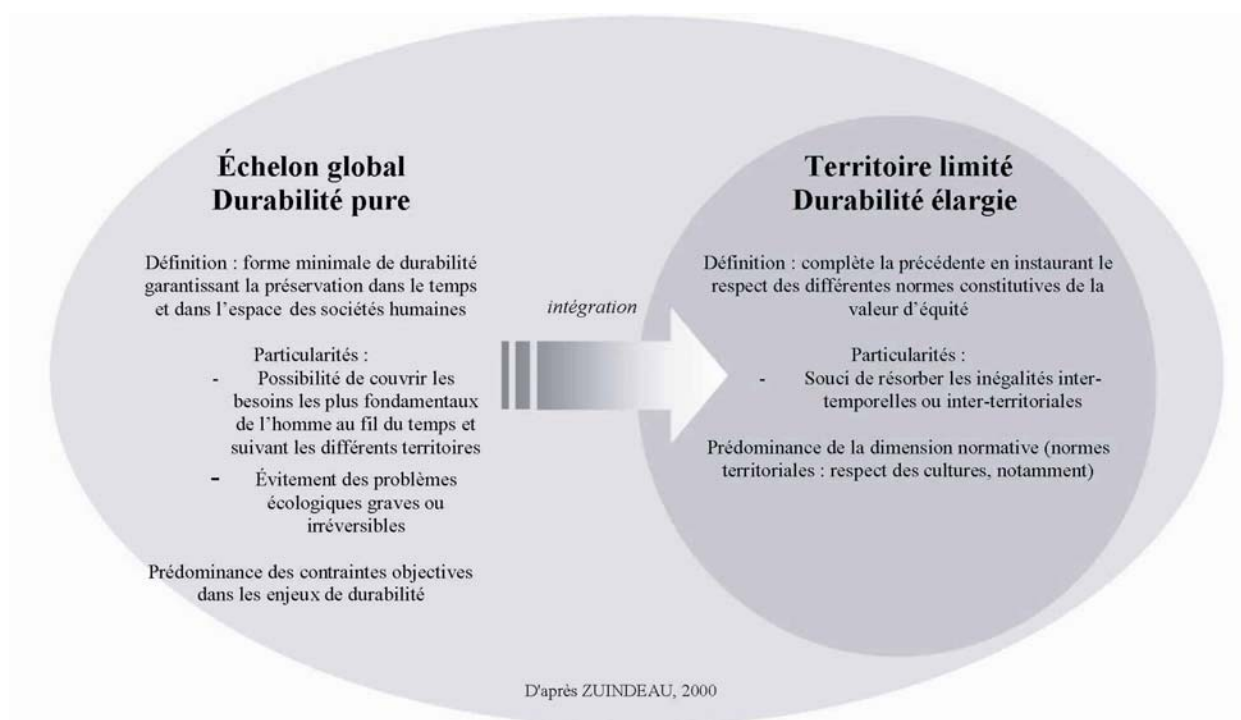 Échelon global
Durabilité pure
Définition : forme minimale de durabilité
garantissant la préservation dans le temps
et dans l'espace des sociétés humaines
Particularités :
- Possibilité de couvrir les
besoins les plus fondamentaux
de l'homme au fil du temps et
suivant les différents territoires
- Évitement des problèmes
écologiques graves ou
irréversibles
Prédominance des contraintes objectives
dans les enjeux de durabilité
intégration
Territoire limité
Durabilité élargie
Définition : complète la précédente en instaurant le
respect des différentes normes constitutives de la
valeur d'équité
Particularités :
- Souci de résorber les inégalités inter-
temporelles ou inter-territoriales
Prédominance de la dimension normative (normes
territoriales : respect des cultures, notamment)
D'après ZUINDEAU, 2000